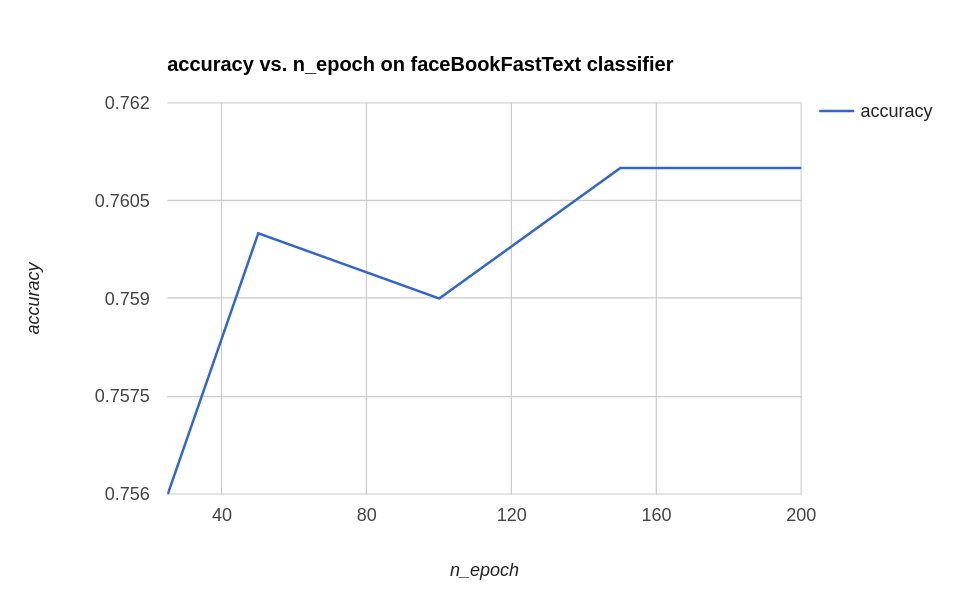 accuracy vs. n_epoch on faceBookFastText classifier
accuracy
0.762
0.7605
0.759
0.7575
0.756
accuracy
40 80 120 160 200
n_epoch